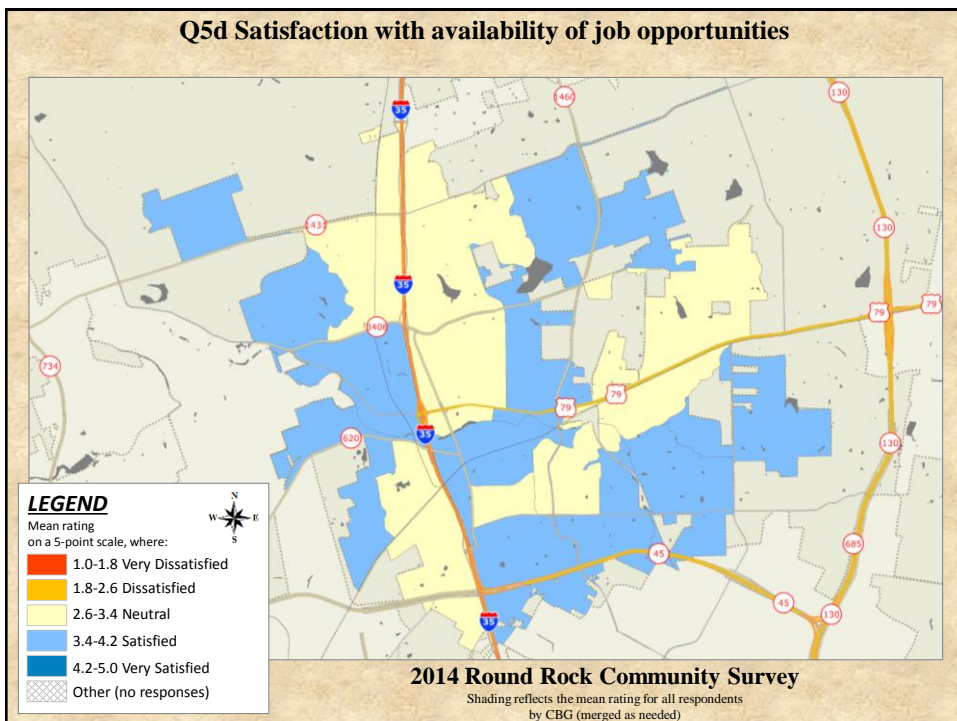 Q5d Satisfaction with availability of job opportunities
35
1460
130
1431
130
35
79
79
3406
734
79
79
35
620
130
685
45
45
130
35
LEGEND
Mean rating
on a 5-point scale, where:
N
W E
S
1.0-1.8 Very Dissatisfied
1.8-2.6 Dissatisfied
2.6-3.4 Neutral
3.4-4.2 Satisfied
4.2-5.0 Very Satisfied
Other (no responses)
2014 Round Rock Community Survey
Shading reflects the mean rating for all respondents
by CBG (merged as needed)